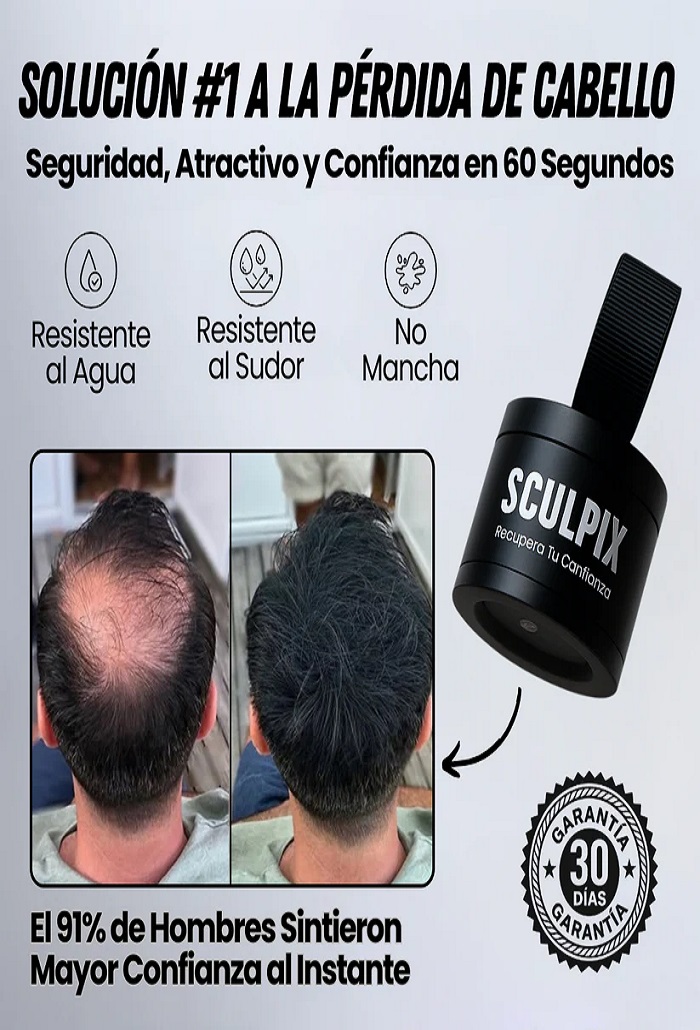 SOLUCIÓN #1 A LA PÉRDIDA DE CABELLO
Seguridad, Atractivo y Confianza en 60 Segundos
Resistente
al Agua
Resistente
al Sudor
No
Mancha
SCULPIX
Recupera Tu Canfianza
El 91% de Hombres Sintieron
Mayor Confianza al Instante
GARANTÍA
30
DÍAS
GARANTÍA